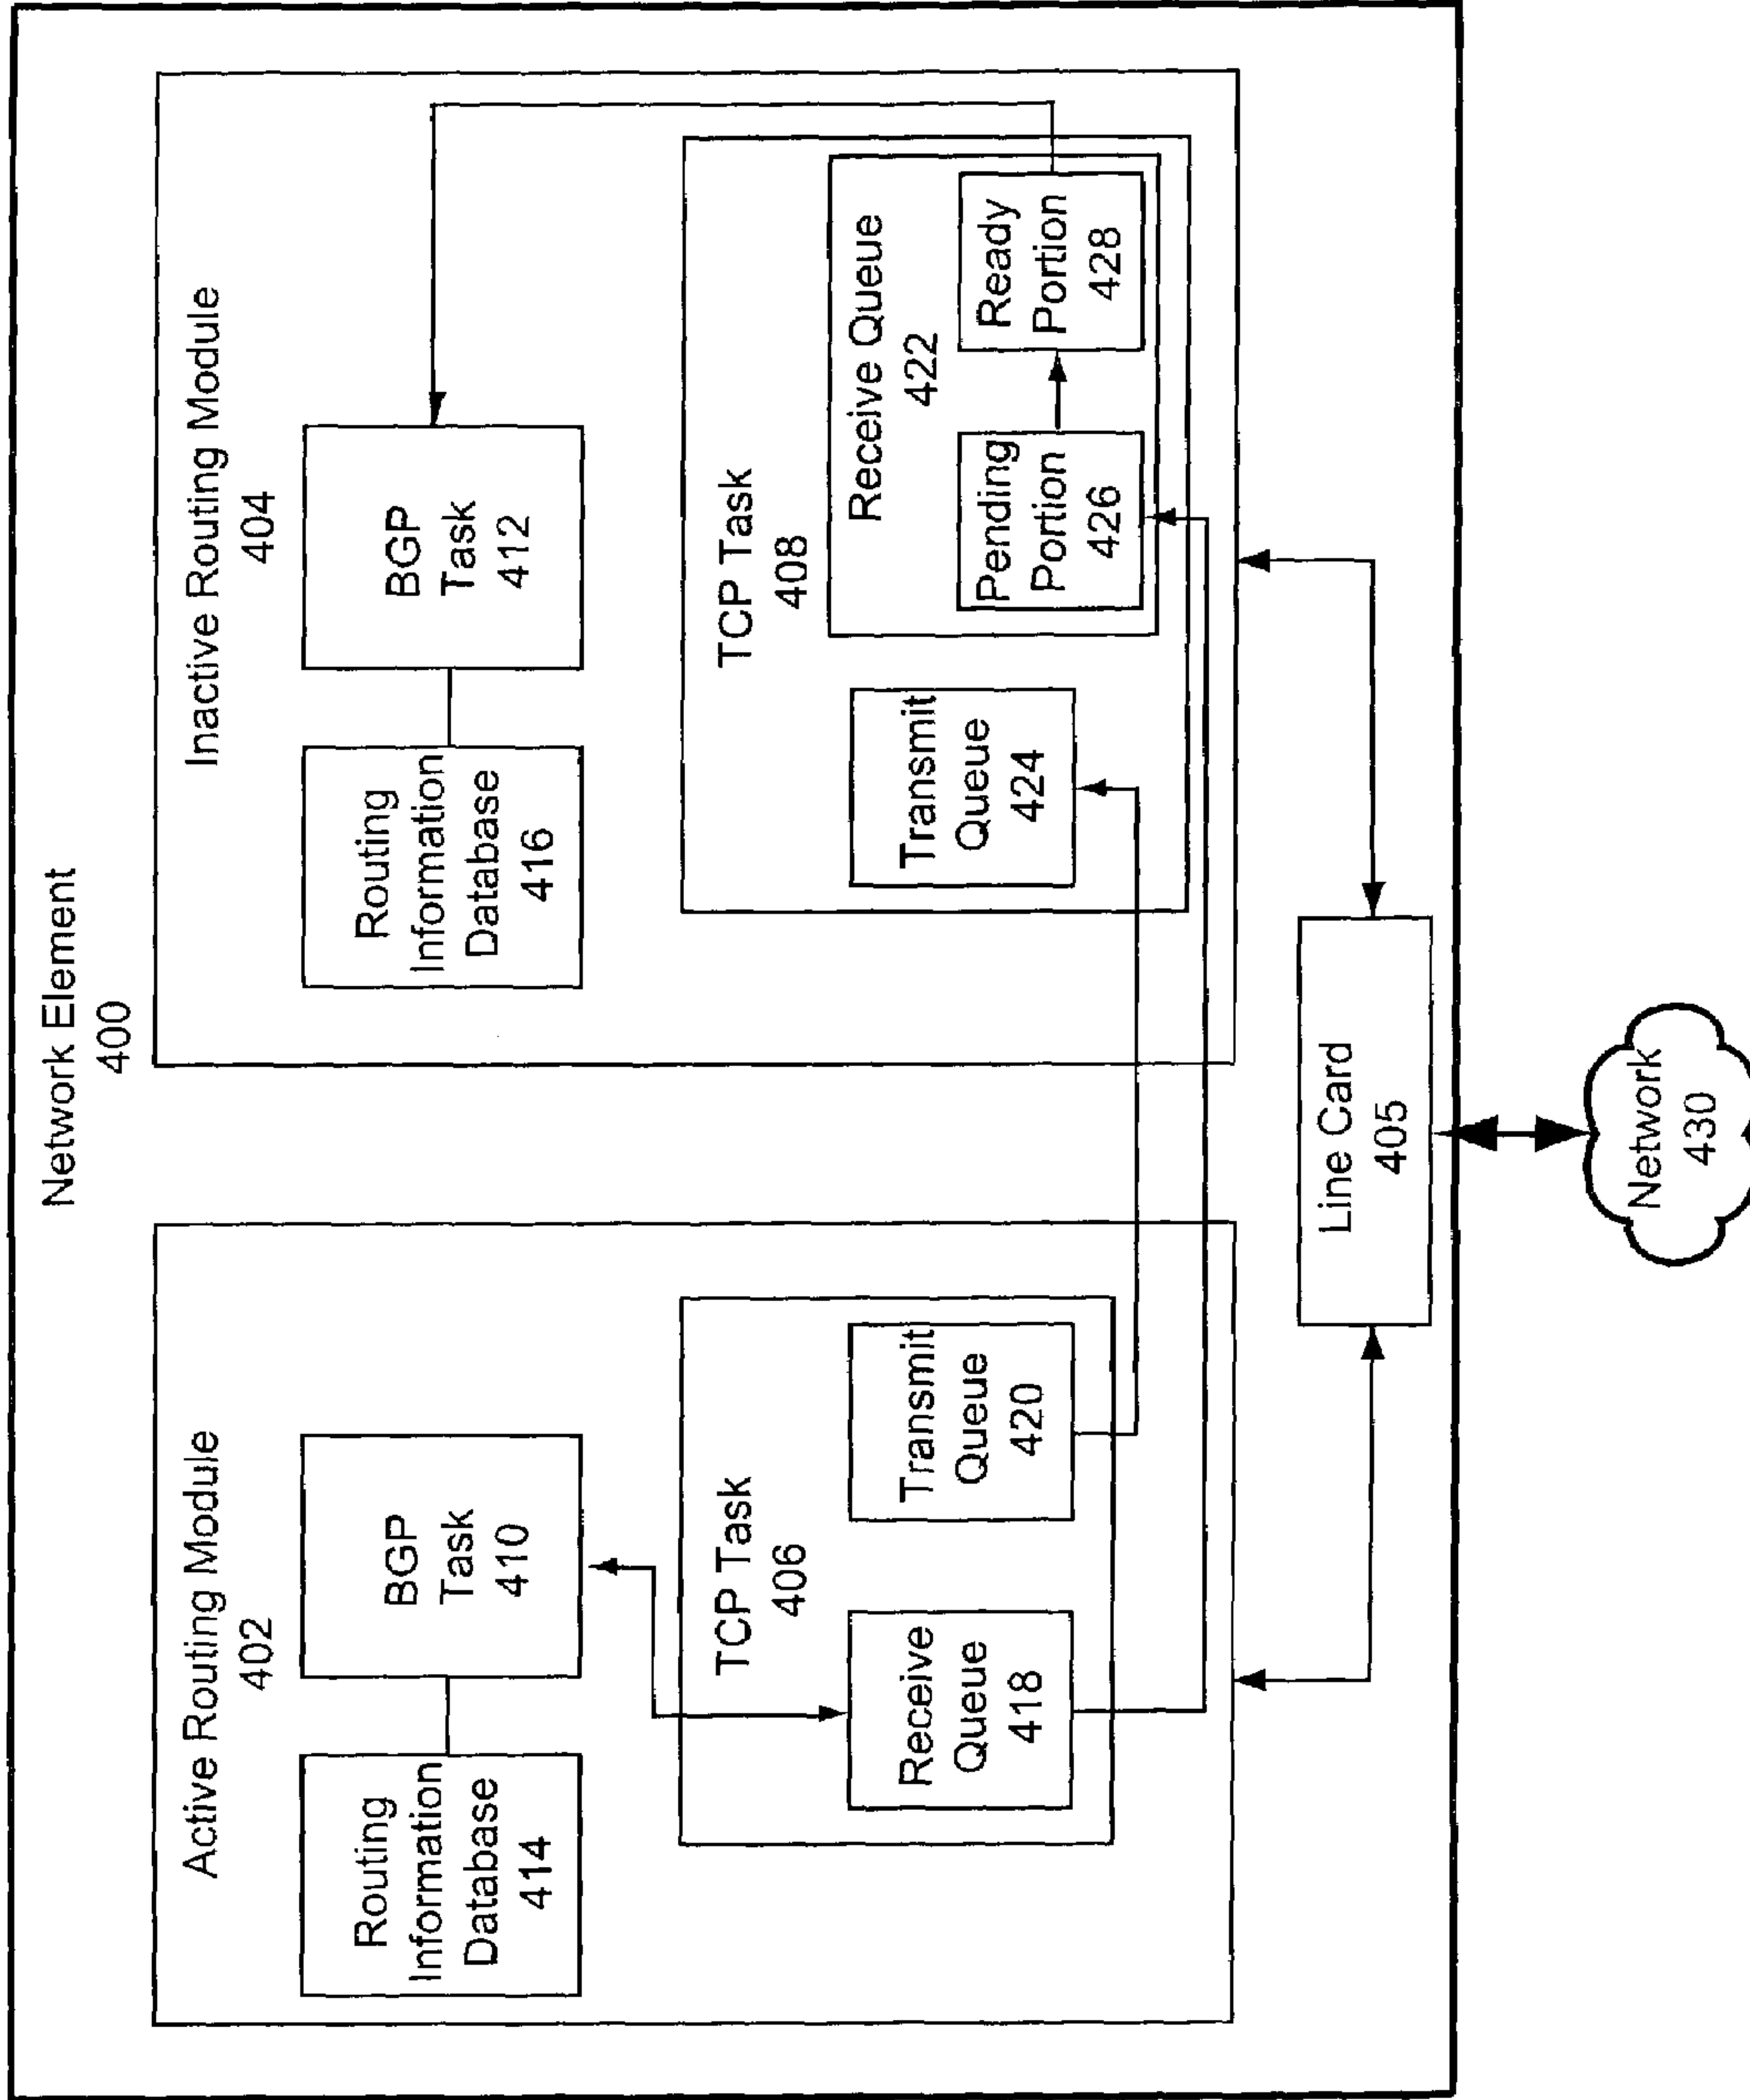 Network Element
400
Active Routing Module
402
Routing
Information
Database
414
BGP
Task
410
TCP Task
406
Receive
Queue
418
Transmit
Queue
420
Inactive Routing Module
404
Routing
Information
Database
416
BGP
Task
412
TCP Task
408
Transmit
Queue
424
Receive Queue
422
Pending
Portion
426
Ready
Portion
428
Line Card
405
Network
430